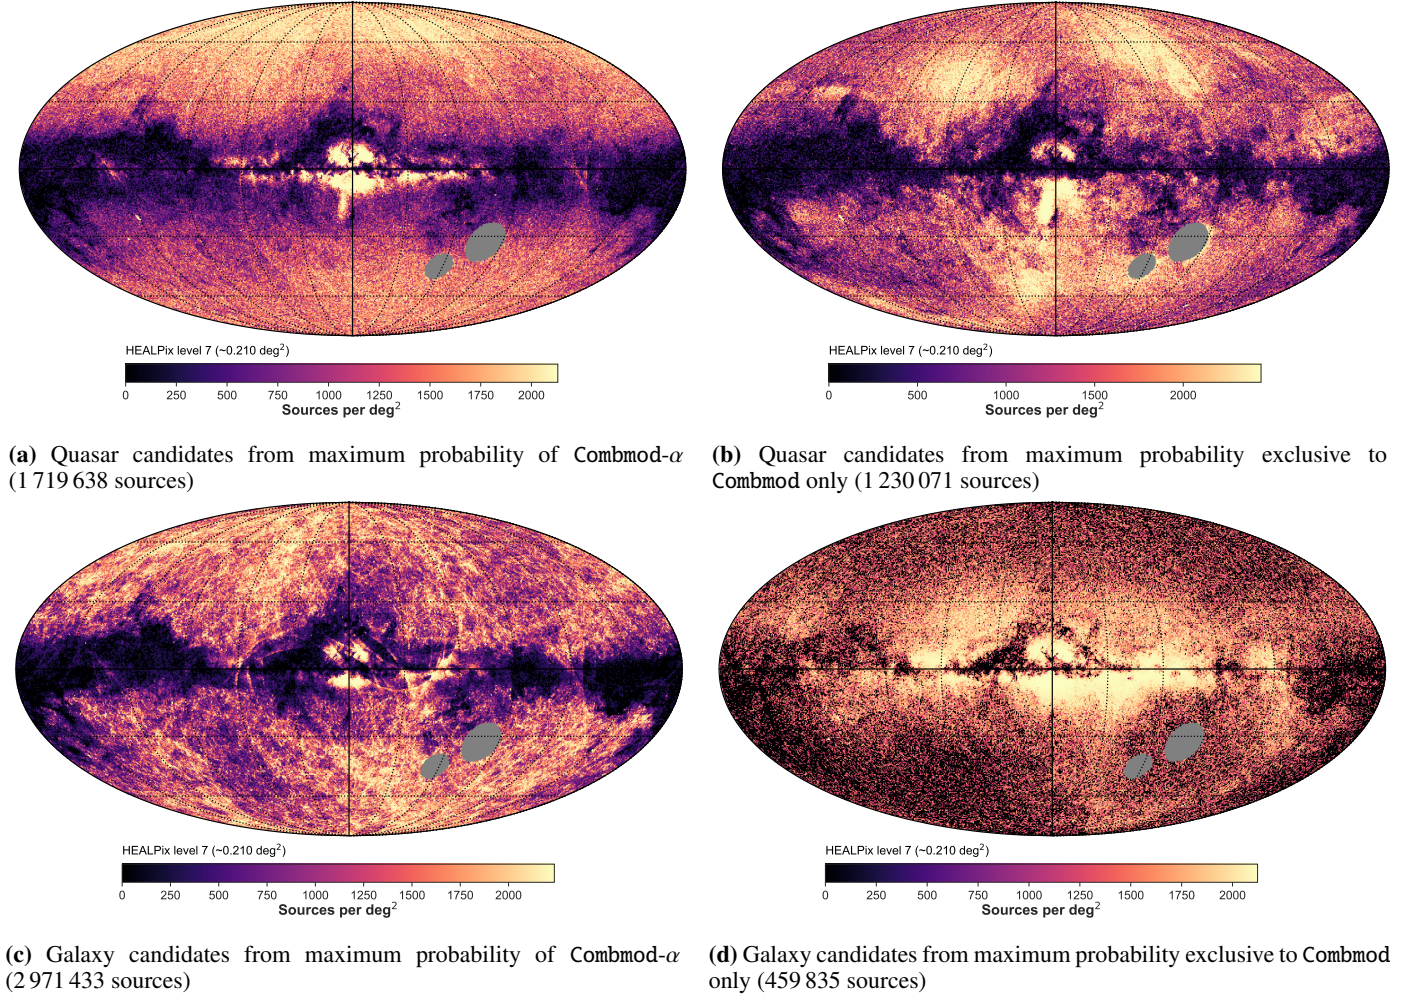 HEALPix level 7 (~0.210 deg²)
0 250 500 750 1000 1250 1500 1750 2000
Sources per deg²
HEALPix level 7 (~0.210 deg²)
0 500 1000 1500 2000
Sources per deg²
(a) Quasar candidates from maximum probability of Combmod-α
(1 719 638 sources)
(b) Quasar candidates from maximum probability exclusive to
Combmod only (1 230 071 sources)
HEALPix level 7 (~0.210 deg²)
0 250 500 750 1000 1250 1500 1750 2000
Sources per deg²
HEALPix level 7 (~0.210 deg²)
0 250 500 750 1000 1250 1500 1750 2000
Sources per deg²
(c) Galaxy candidates from maximum probability of Combmod-α
(2 971 433 sources)
(d) Galaxy candidates from maximum probability exclusive to Combmod
only (459 835 sources)